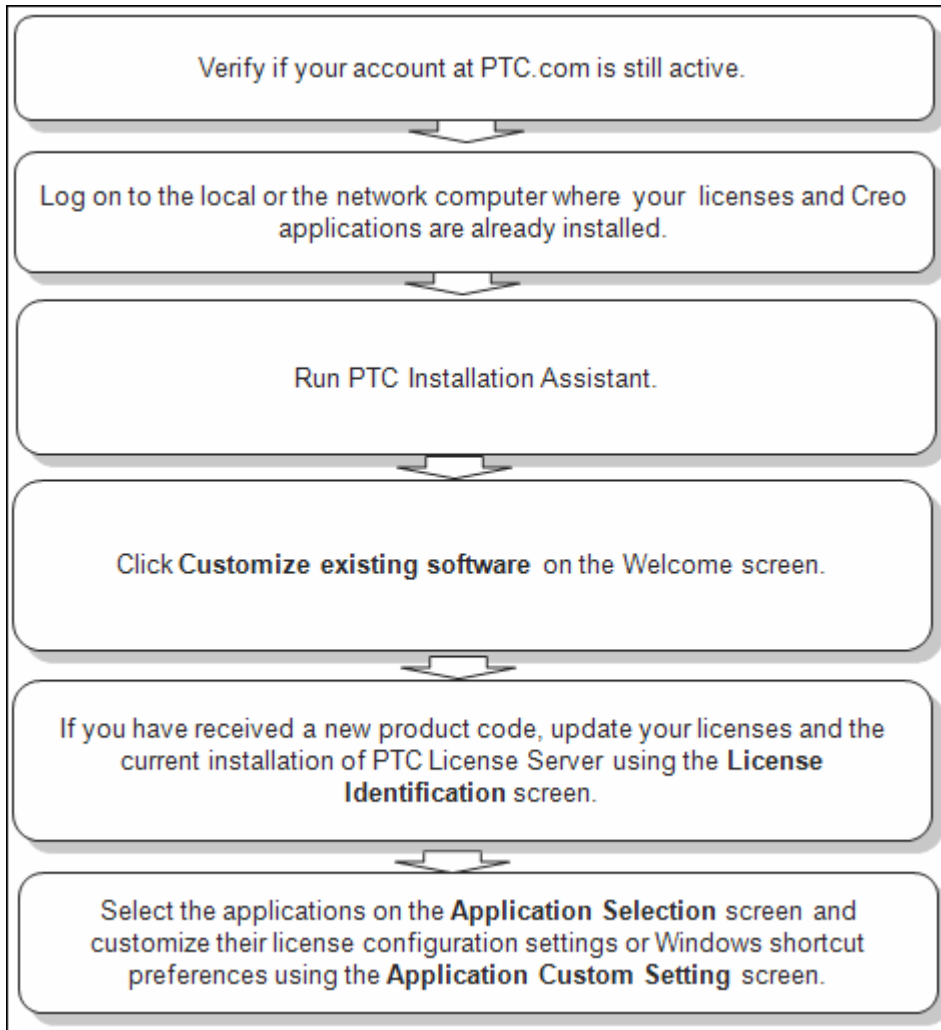 Verify if your account at PTC.com is still active.
Log on to the local or the network computer where your licenses and Creo
applications are already installed.
Run PTC Installation Assistant.
Click Customize existing software on the Welcome screen.
If you have received a new product code, update your licenses and the
current installation of PTC License Server using the License
Identification screen.
Select the applications on the Application Selection screen and
customize their license configuration settings or Windows shortcut
preferences using the Application Custom Setting screen.